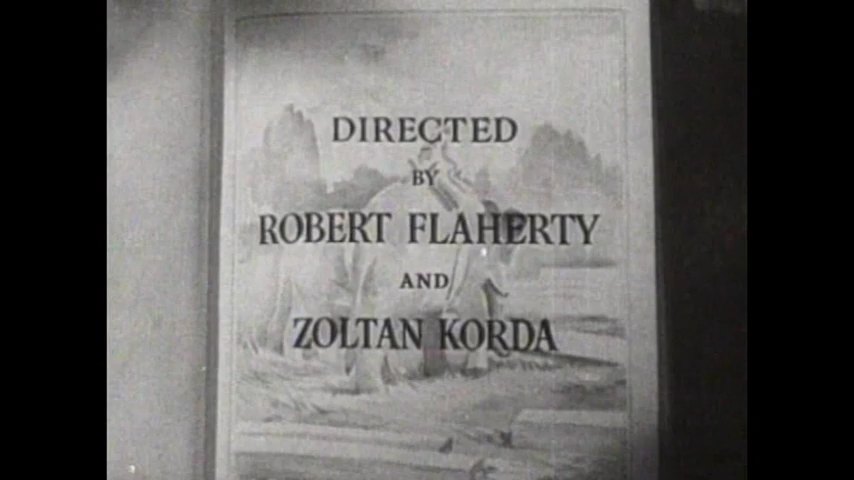 DIRECTED
BY
ROBERT FLAHERTY
AND
ZOLTAN KORDA